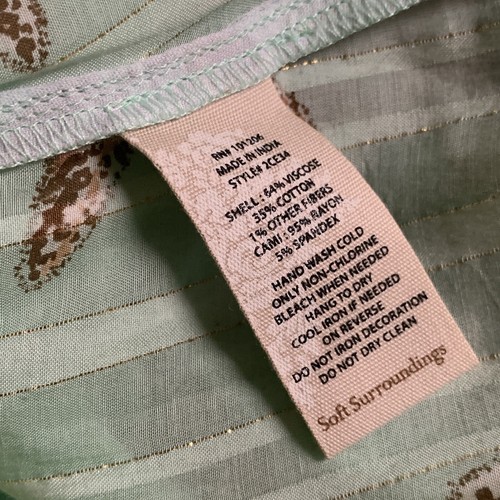 RN# 191206
MADE IN INDIA
STYLE# 2CE34
SHELL : 64% VISCOSE
35% COTTON
1% OTHER FIBERS
CAMI : 95% RAYON
5% SPANDEX
HAND WASH COLD
ONLY NON-CHLORINE
BLEACH WHEN NEEDED
HANG TO DRY
COOL IRON IF NEEDED
ON REVERSE
DO NOT IRON DECORATION
DO NOT DRY CLEAN
Soft Surroundings